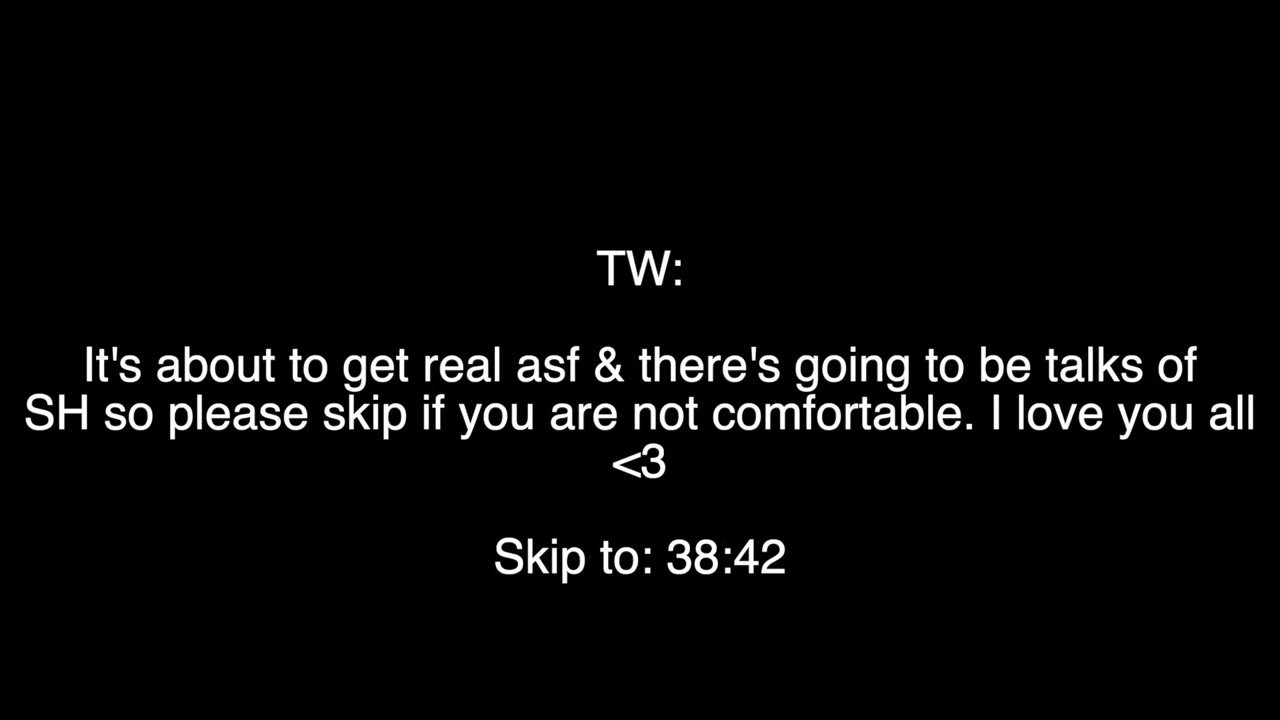 TW:
It's about to get real asf & there's going to be talks of
SH so please skip if you are not comfortable. I love you all
<3
Skip to: 38:42